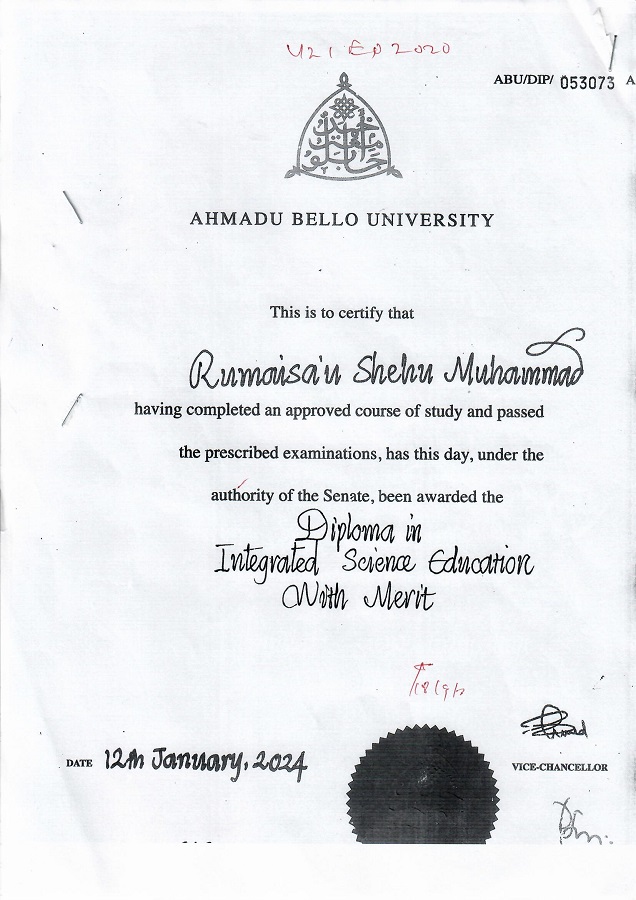 U21ED2020
ABU/DIP/ 053073 A
AHMADU BELLO UNIVERSITY
This is to certify that
Rumaisa'u Shehu Muhammad
having completed an approved course of study and passed
the prescribed examinations, has this day, under the
authority of the Senate, been awarded the
Diploma in
Integrated Science Education
With Merit
DATE 12th January, 2024
VICE-CHANCELLOR